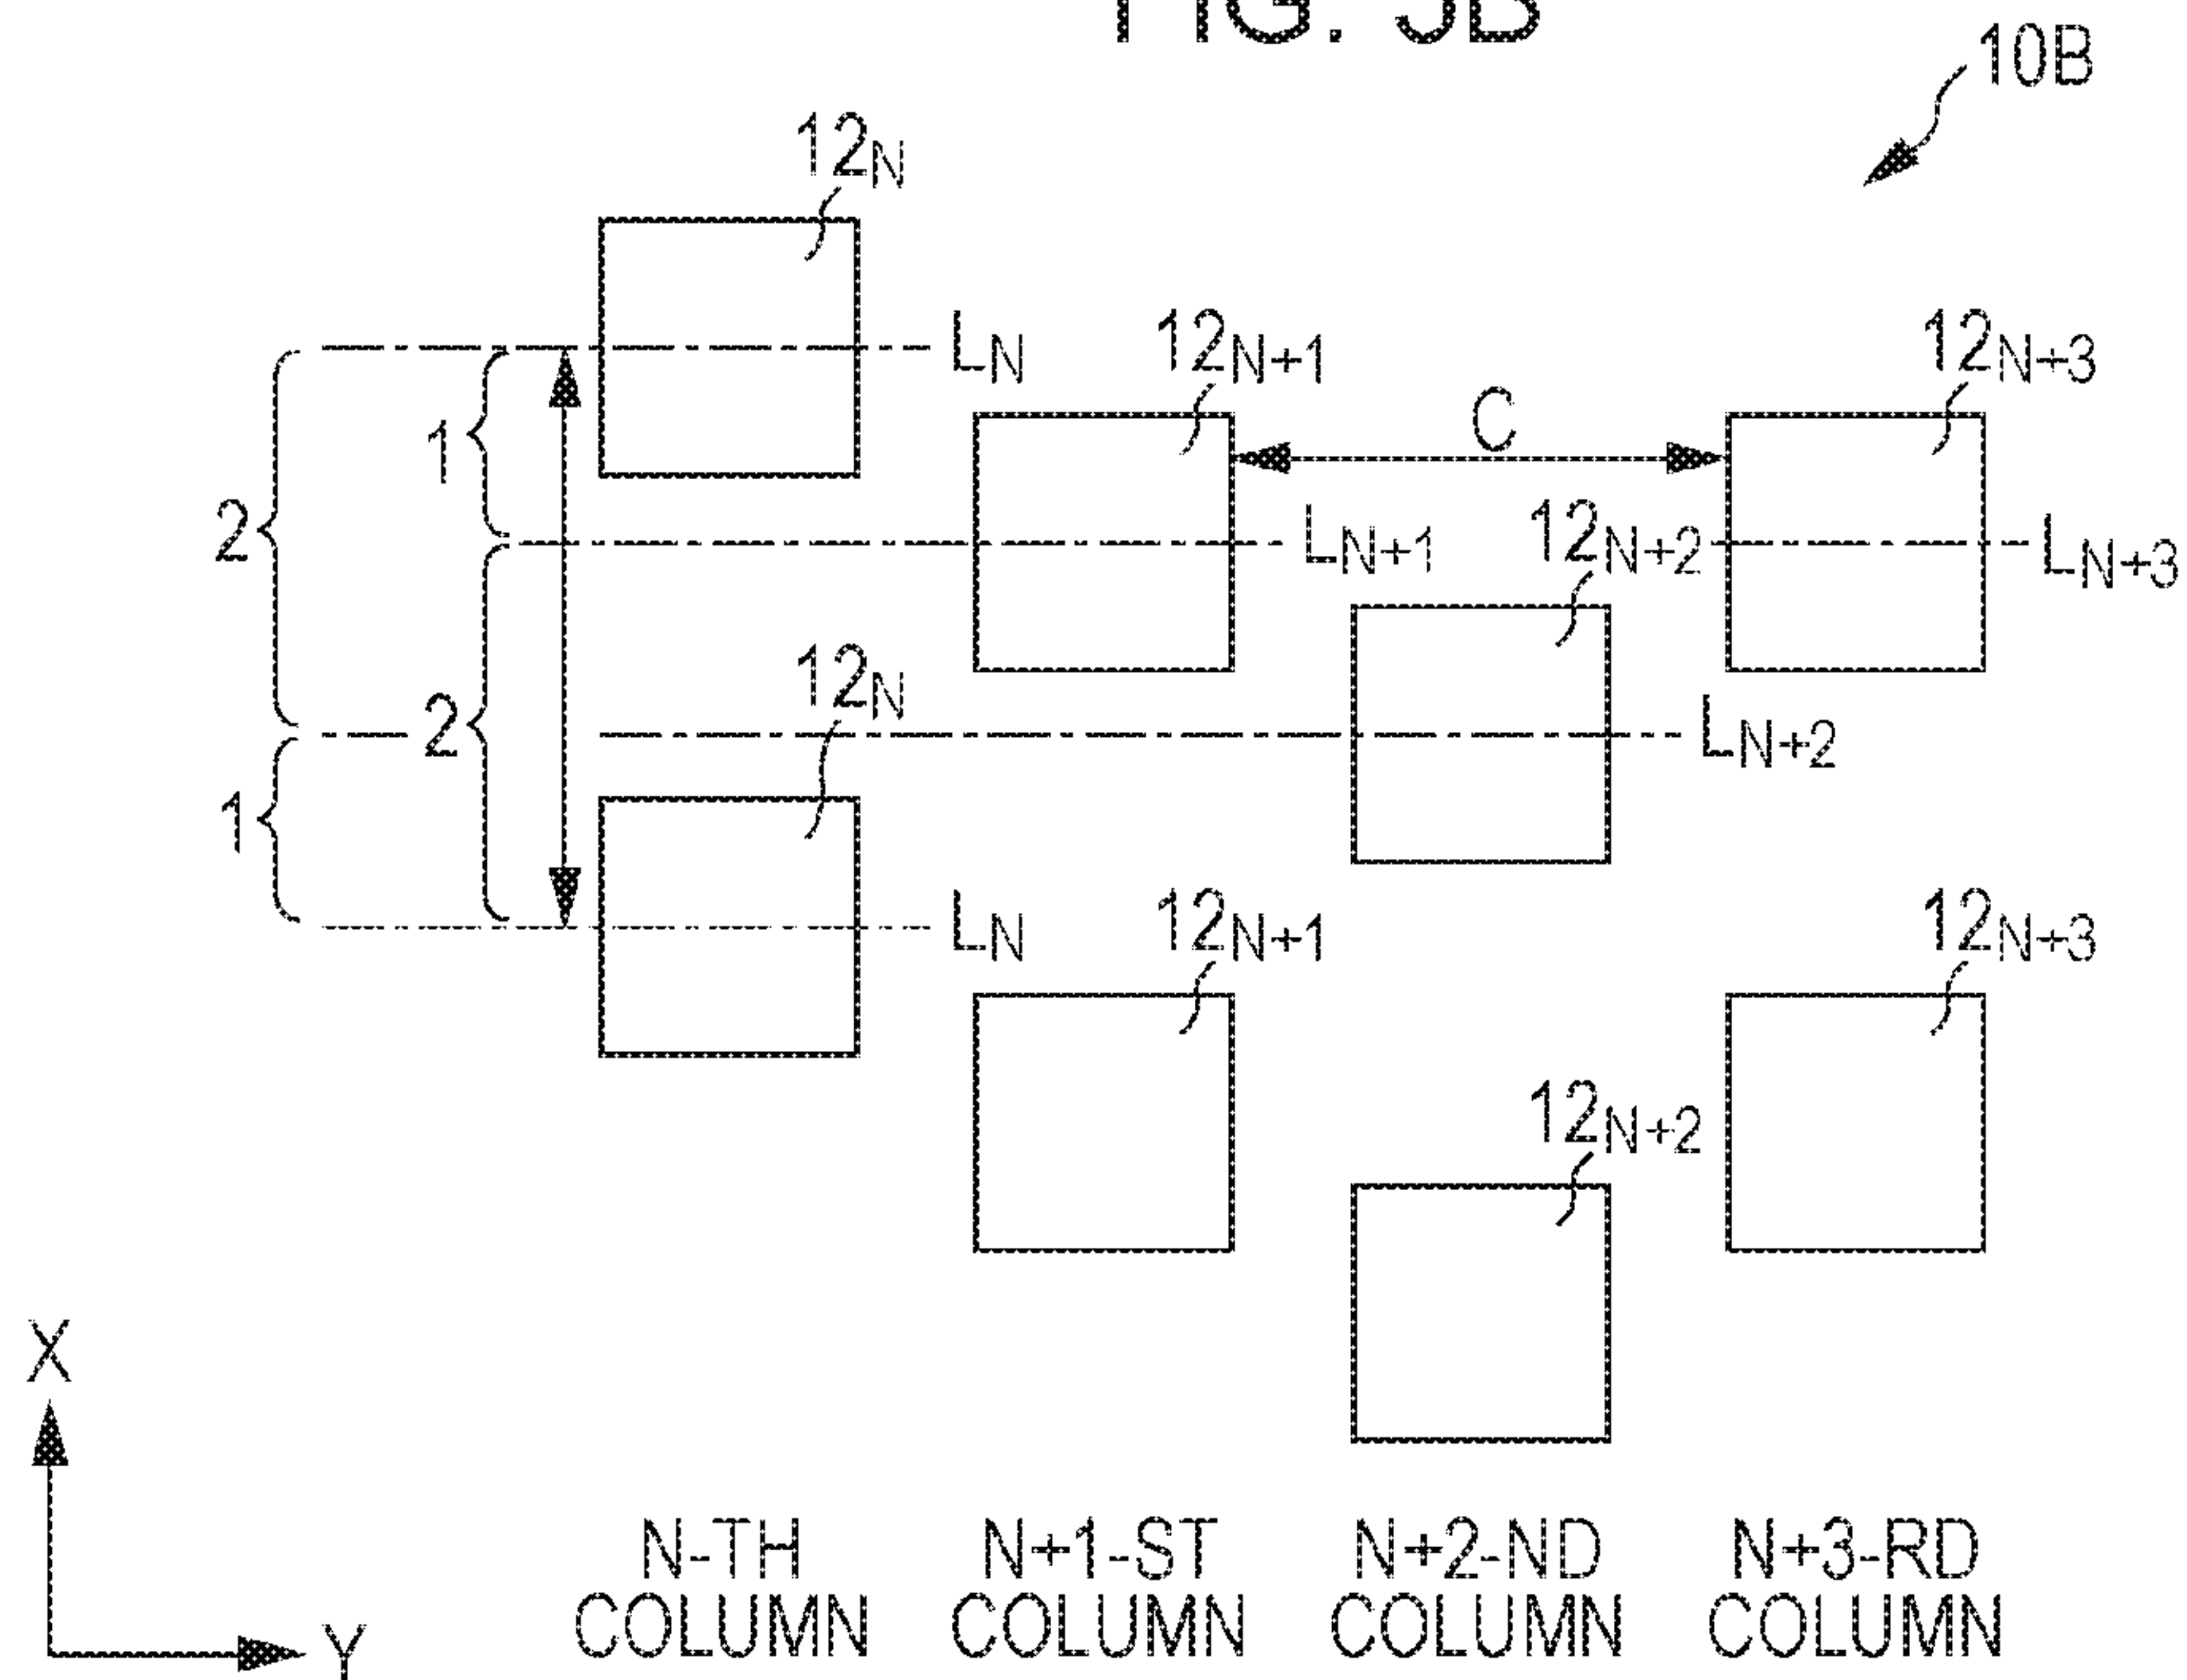 FIG. 5B
10B
12N
LN
12N+1
12N+3
1
C
2
LN+1
12N+2
LN+3
12N
2
LN+2
1
LN
12N+1
12N+3
12N+2
X
Y
N-TH
COLUMN
N+1-ST
COLUMN
N+2-ND
COLUMN
N+3-RD
COLUMN